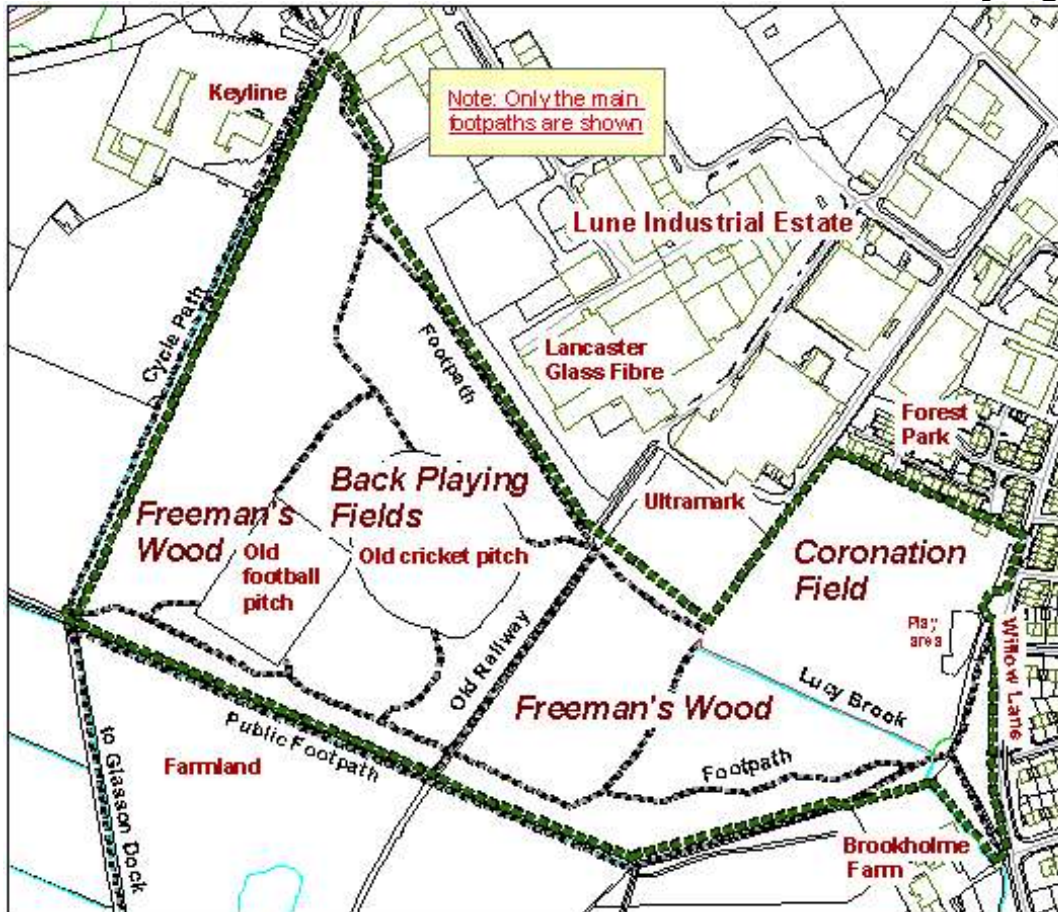 Keyline
Note: Only the main
footpaths are shown
Lune Industrial Estate
Cycle Path
Footpath
Lancaster
Glass Fibre
Forest
Park
Back Playing
Fields
Ultramark
Freeman's
Wood
Old
football
pitch
Old cricket pitch
Coronation
Field
Play
area
Willow Lane
Old Railway
Lucy Brook
Freeman's Wood
Public Footpath
Footpath
Farmland
to Glasson Dock
Brookholme
Farm